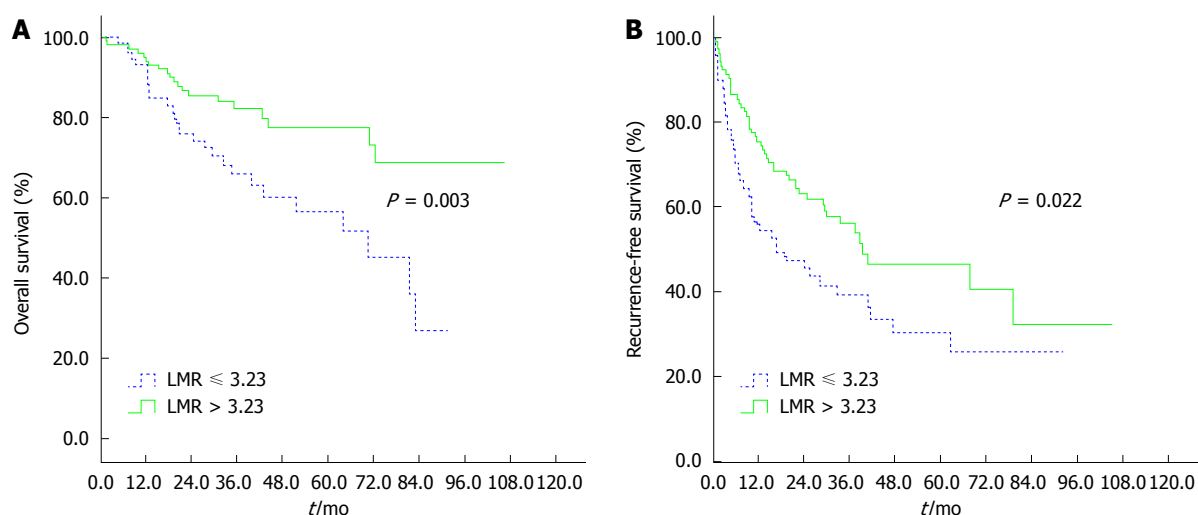 A
100.0
80.0
60.0
40.0
20.0
0.0
Overall survival (%)
P = 0.003
LMR ⩽ 3.23
LMR > 3.23
0.0 12.0 24.0 36.0 48.0 60.0 72.0 84.0 96.0 108.0 120.0
t/mo
B
100.0
80.0
60.0
40.0
20.0
0.0
Recurrence-free survival (%)
P = 0.022
LMR ⩽ 3.23
LMR > 3.23
0.0 12.0 24.0 36.0 48.0 60.0 72.0 84.0 96.0 108.0 120.0
t/mo